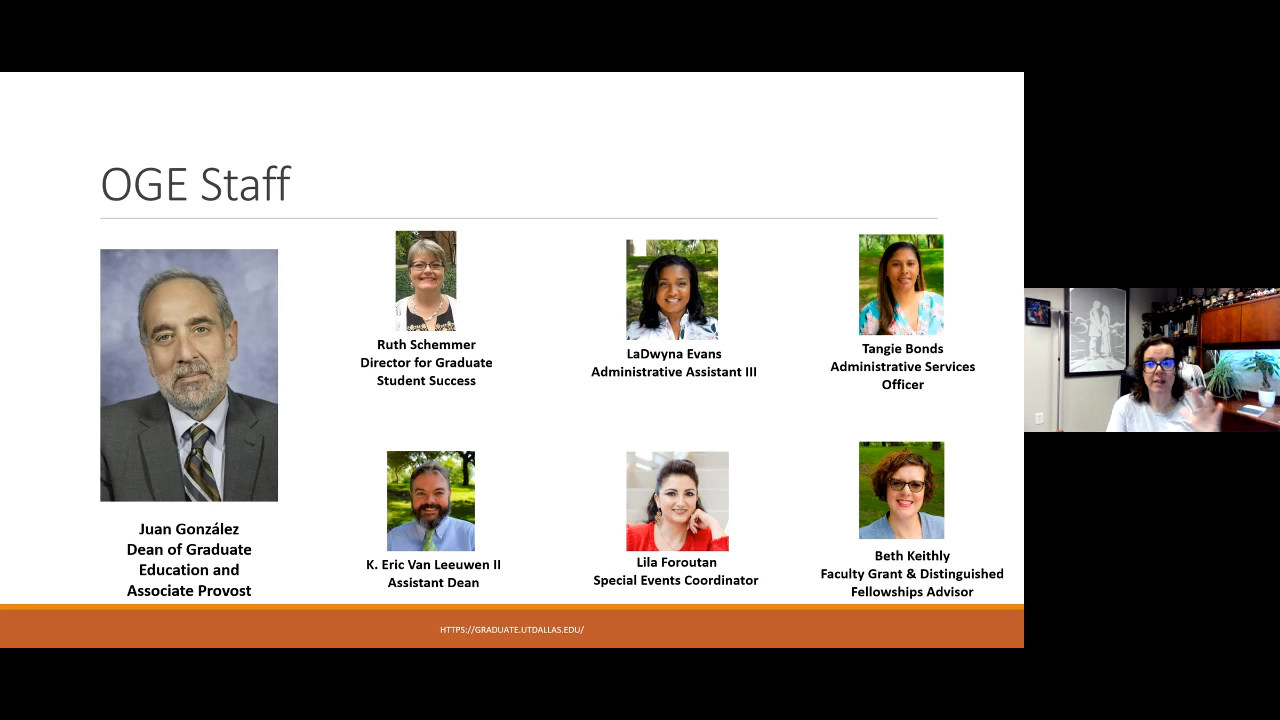 OGE Staff
Ruth Schemmer
Director for Graduate
Student Success
LaDwyna Evans
Administrative Assistant III
Tangie Bonds
Administrative Services
Officer
Juan González
Dean of Graduate
Education and
Associate Provost
K. Eric Van Leeuwen II
Assistant Dean
Lila Foroutan
Special Events Coordinator
Beth Keithly
Faculty Grant & Distinguished
Fellowships Advisor
HTTPS://GRADUATE.UTDALLAS.EDU/